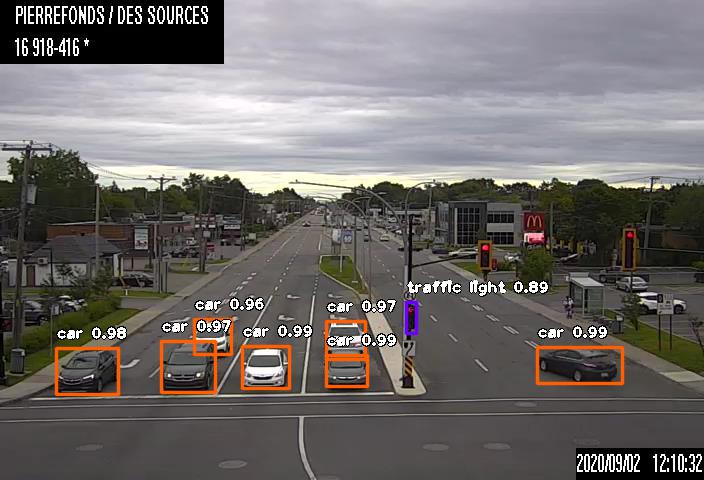 PIERREFONDS / DES SOURCES
16 918-416 *
traffic light 0.89
car 0.96
car 0.97
car 0.98
car 0.97
car 0.99
car 0.99
car 0.99
2020/09/02 12:10:32